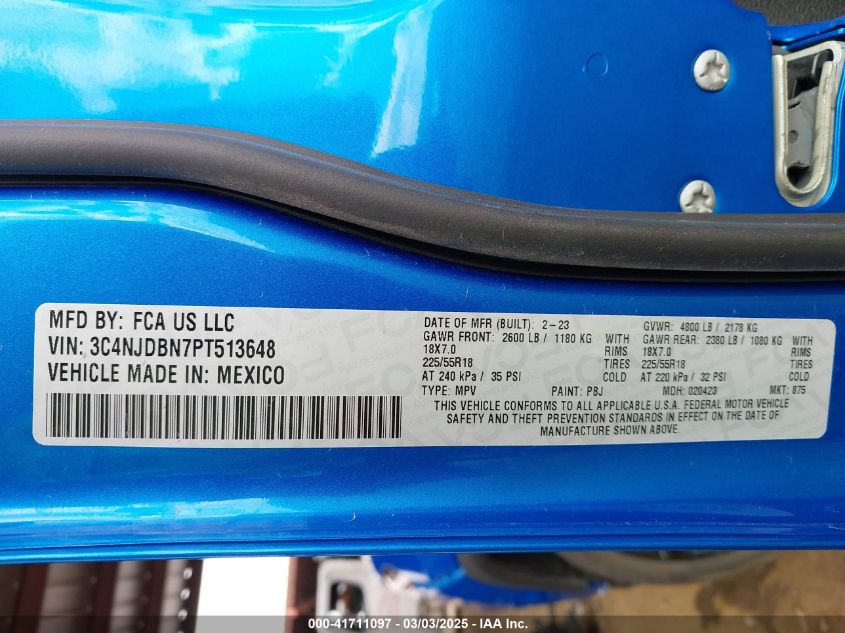 MFD BY: FCA US LLC
VIN: 3C4NJDBN7PT513648
VEHICLE MADE IN: MEXICO
DATE OF MFR (BUILT): 2-23 GVWR: 4800 LB / 2178 KG
GAWR FRONT: 2600 LB / 1180 KG WITH GAWR REAR: 2380 LB / 1080 KG WITH
18X7.0 RIMS 18X7.0 RIMS
225/55R18 TIRES 225/55R18 TIRES
AT 240 kPa / 35 PSI COLD AT 220 kPa / 32 PSI COLD
TYPE: MPV PAINT: PBJ MDH: 020423 MKT: 875
THIS VEHICLE CONFORMS TO ALL APPLICABLE U.S.A. FEDERAL MOTOR VEHICLE
SAFETY AND THEFT PREVENTION STANDARDS IN EFFECT ON THE DATE OF
MANUFACTURE SHOWN ABOVE.
000-41711097 - 03/03/2025 - IAA Inc.